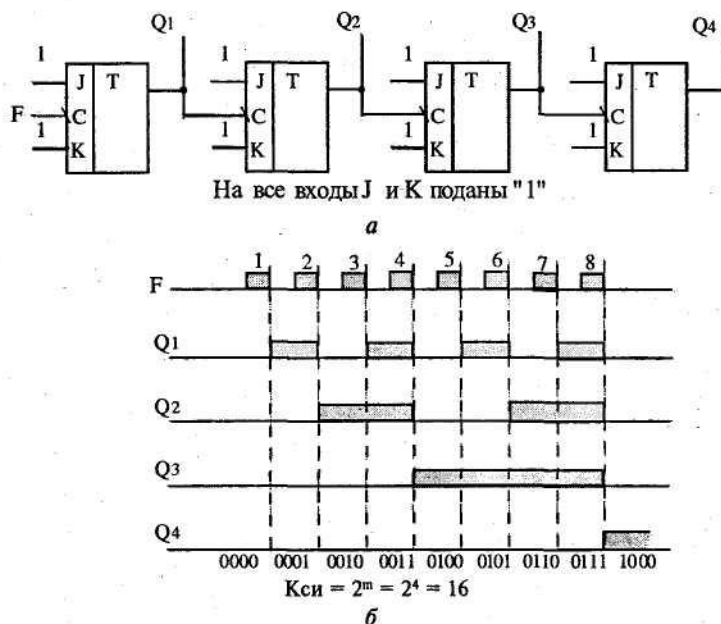 Q1 Q2 Q3 Q4
1 1 1 1
J T J T J T J T
F C C C C
1 1 1 1
K K K K
На все входы J и K поданы "1"
а
1 2 3 4 5 6 7 8
F
Q1
Q2
Q3
Q4
0000 0001 0010 0011 0100 0101 0110 0111 1000
Kси = 2ᵐ = 2⁴ = 16
б